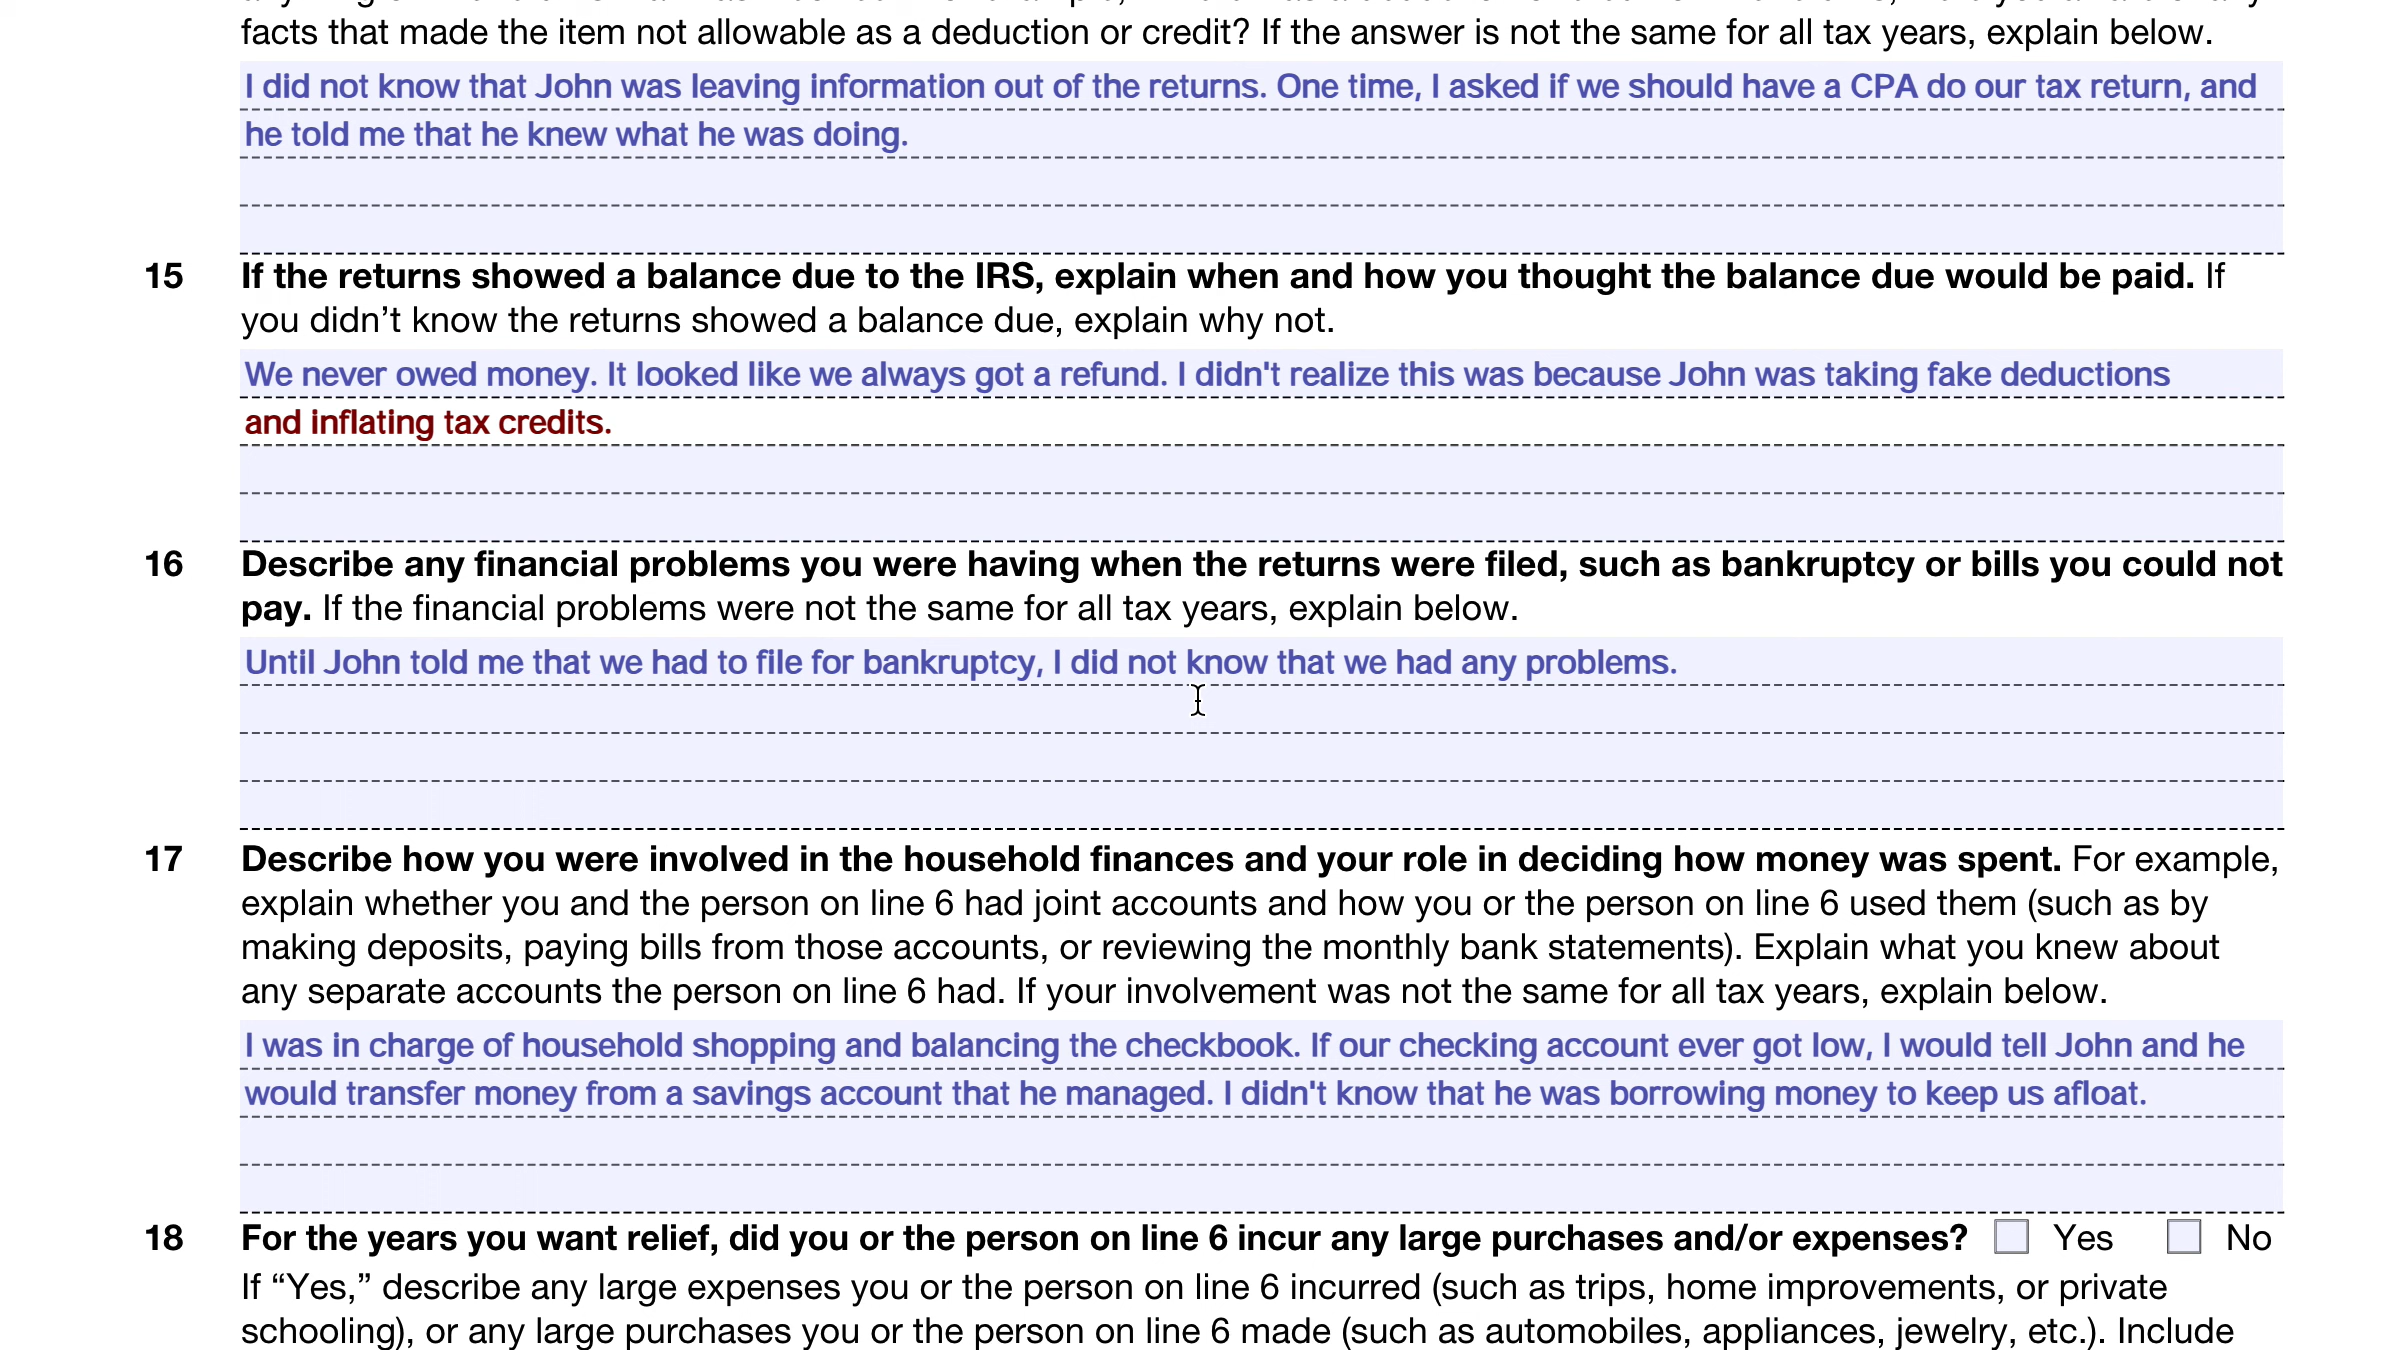 facts that made the item not allowable as a deduction or credit? If the answer is not the same for all tax years, explain below.
I did not know that John was leaving information out of the returns. One time, I asked if we should have a CPA do our tax return, and
he told me that he knew what he was doing.
15 If the returns showed a balance due to the IRS, explain when and how you thought the balance due would be paid. If
you didn’t know the returns showed a balance due, explain why not.
We never owed money. It looked like we always got a refund. I didn't realize this was because John was taking fake deductions
and inflating tax credits.
16 Describe any financial problems you were having when the returns were filed, such as bankruptcy or bills you could not
pay. If the financial problems were not the same for all tax years, explain below.
Until John told me that we had to file for bankruptcy, I did not know that we had any problems.
17 Describe how you were involved in the household finances and your role in deciding how money was spent. For example,
explain whether you and the person on line 6 had joint accounts and how you or the person on line 6 used them (such as by
making deposits, paying bills from those accounts, or reviewing the monthly bank statements). Explain what you knew about
any separate accounts the person on line 6 had. If your involvement was not the same for all tax years, explain below.
I was in charge of household shopping and balancing the checkbook. If our checking account ever got low, I would tell John and he
would transfer money from a savings account that he managed. I didn't know that he was borrowing money to keep us afloat.
18 For the years you want relief, did you or the person on line 6 incur any large purchases and/or expenses? Yes No
If “Yes,” describe any large expenses you or the person on line 6 incurred (such as trips, home improvements, or private
schooling), or any large purchases you or the person on line 6 made (such as automobiles, appliances, jewelry, etc.). Include